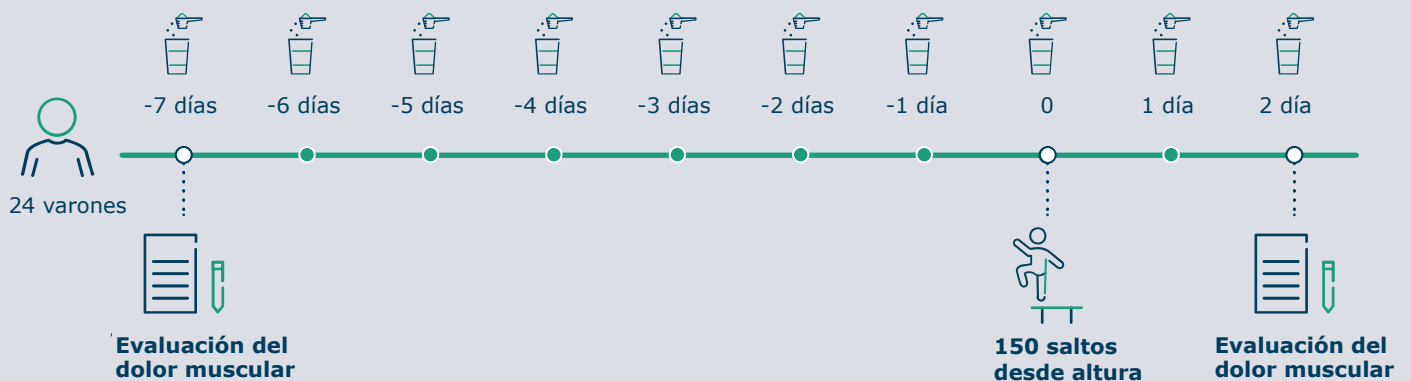 -7 días -6 días -5 días -4 días -3 días -2 días -1 día 0 1 día 2 día
24 varones
Evaluación del
dolor muscular
150 saltos
desde altura
Evaluación del
dolor muscular